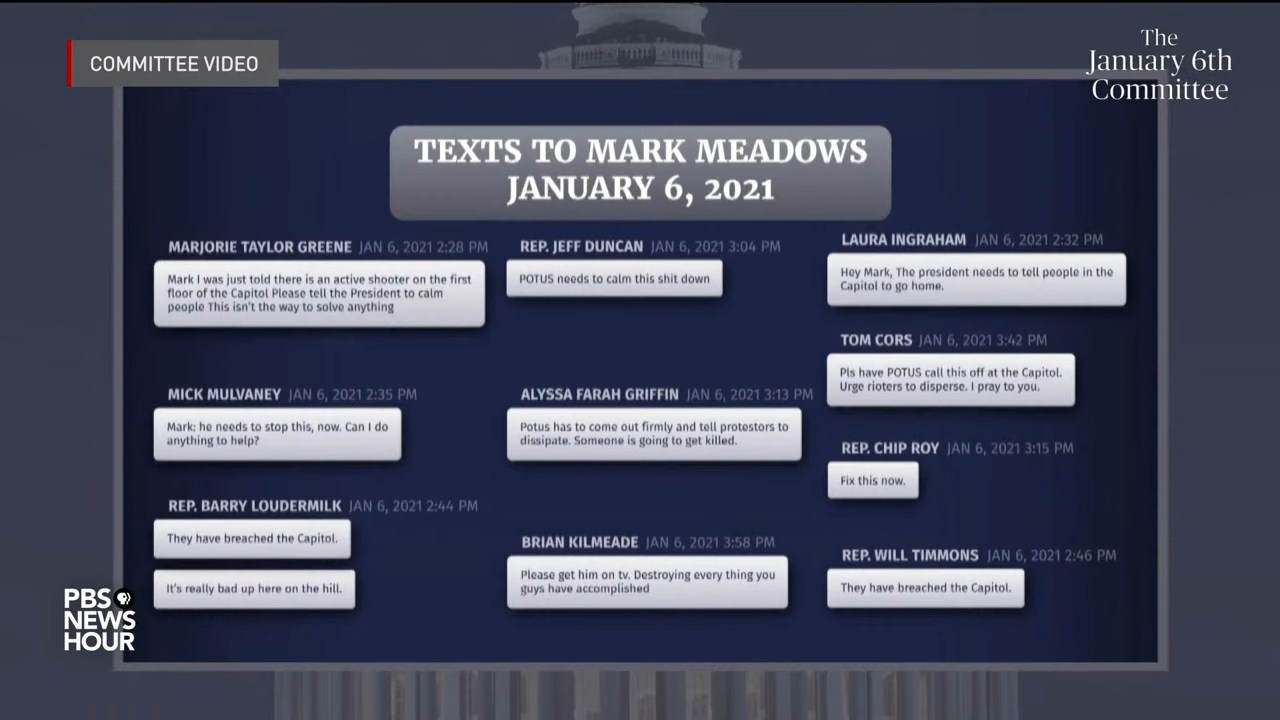 COMMITTEE VIDEO
The
January 6th
Committee
TEXTS TO MARK MEADOWS
JANUARY 6, 2021
MARJORIE TAYLOR GREENE JAN 6, 2021 2:28 PM
Mark I was just told there is an active shooter on the first
floor of the Capitol Please tell the President to calm
people This isn't the way to solve anything
MICK MULVANEY JAN 6, 2021 2:35 PM
Mark: he needs to stop this, now. Can I do
anything to help?
REP. BARRY LOUDERMILK JAN 6, 2021 2:44 PM
They have breached the Capitol.
It's really bad up here on the hill.
REP. JEFF DUNCAN JAN 6, 2021 3:04 PM
POTUS needs to calm this shit down
ALYSSA FARAH GRIFFIN JAN 6, 2021 3:13 PM
Potus has to come out firmly and tell protestors to
dissipate. Someone is going to get killed.
BRIAN KILMEADE JAN 6, 2021 3:58 PM
Please get him on tv. Destroying every thing you
guys have accomplished
LAURA INGRAHAM JAN 6, 2021 2:32 PM
Hey Mark, The president needs to tell people in the
Capitol to go home.
TOM CORS JAN 6, 2021 3:42 PM
Pls have POTUS call this off at the Capitol.
Urge rioters to disperse. I pray to you.
REP. CHIP ROY JAN 6, 2021 3:15 PM
Fix this now.
REP. WILL TIMMONS JAN 6, 2021 2:46 PM
They have breached the Capitol.
PBS
NEWS
HOUR